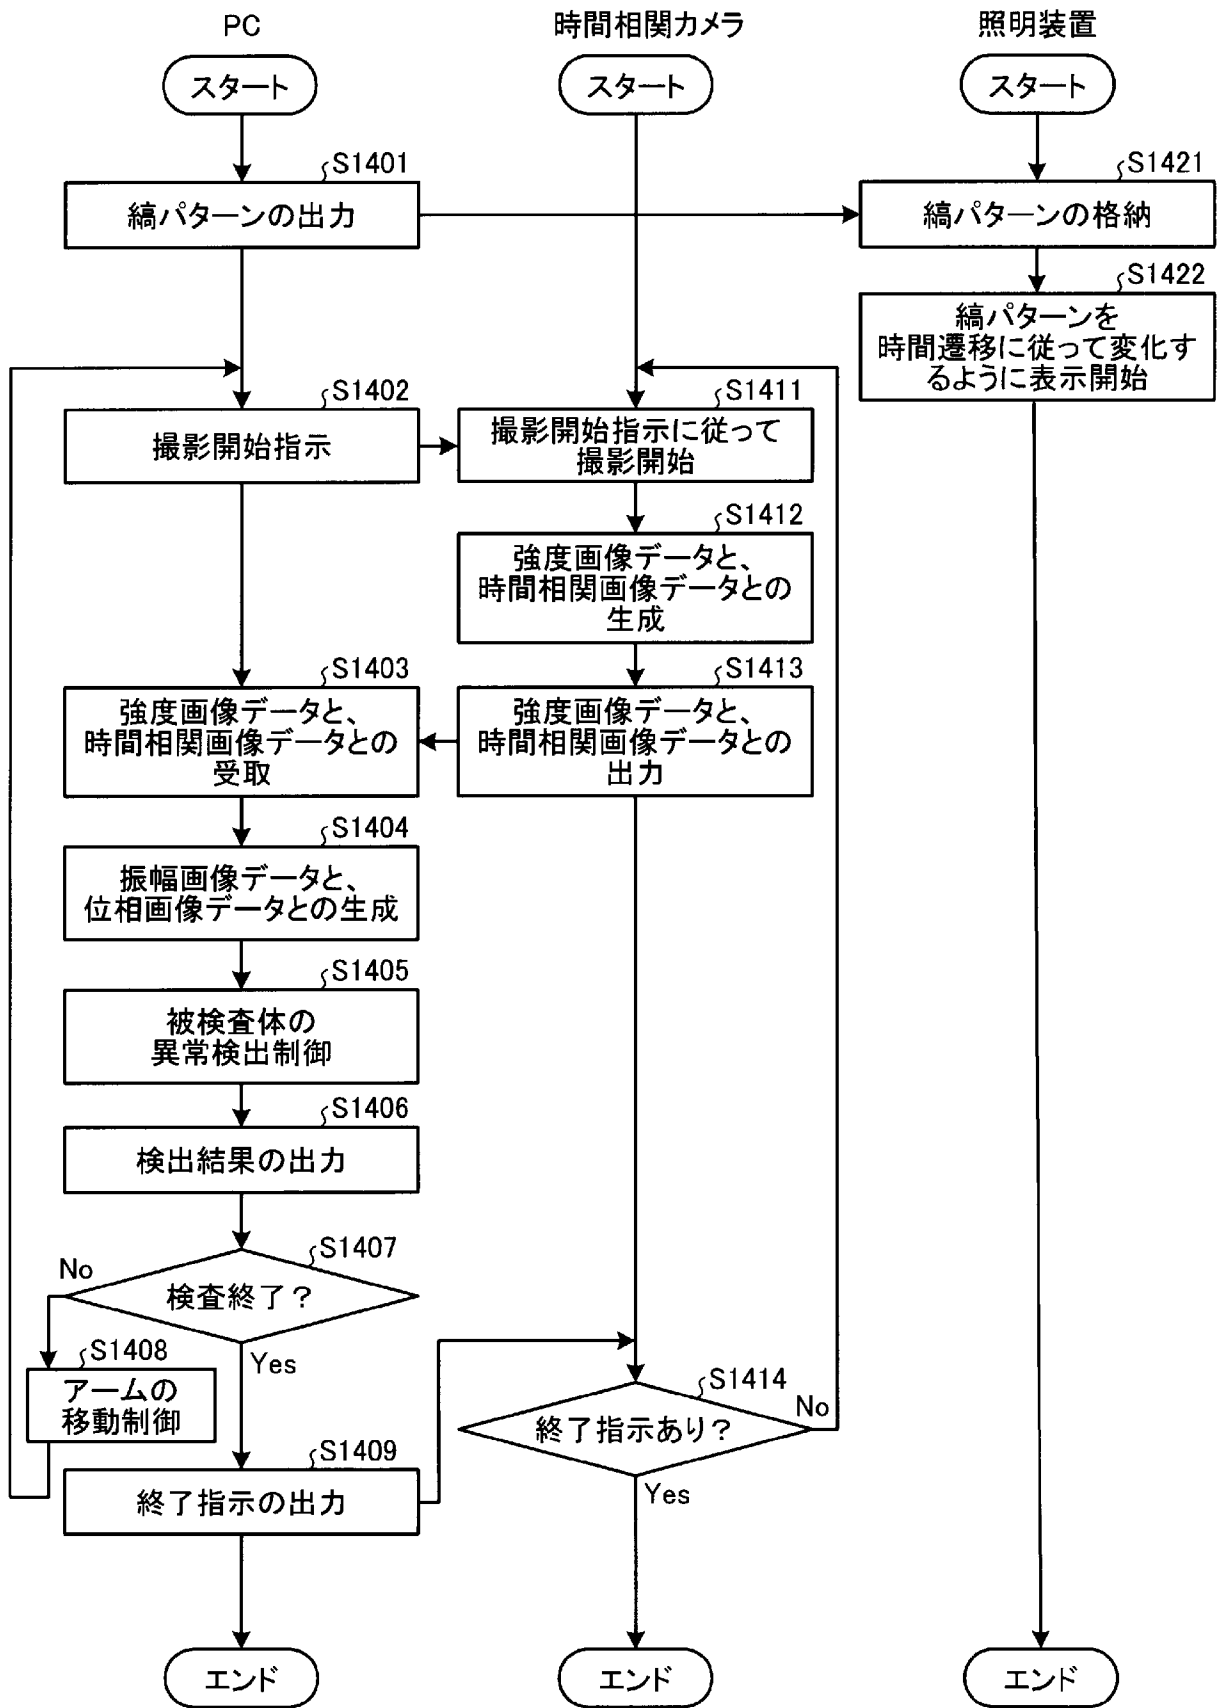 PC
時間相関カメラ
照明装置
スタート
スタート
スタート
S1401
縞パターンの出力
S1421
縞パターンの格納
S1422
縞パターンを
時間遷移に従って変化す
るように表示開始
S1402
撮影開始指示
S1411
撮影開始指示に従って
撮影開始
S1412
強度画像データと、
時間相関画像データとの
生成
S1403
強度画像データと、
時間相関画像データとの
受取
S1413
強度画像データと、
時間相関画像データとの
出力
S1404
振幅画像データと、
位相画像データとの生成
S1405
被検査体の
異常検出制御
S1406
検出結果の出力
S1407
検査終了?
No
Yes
S1408
アームの
移動制御
S1414
終了指示あり?
No
Yes
S1409
終了指示の出力
エンド
エンド
エンド